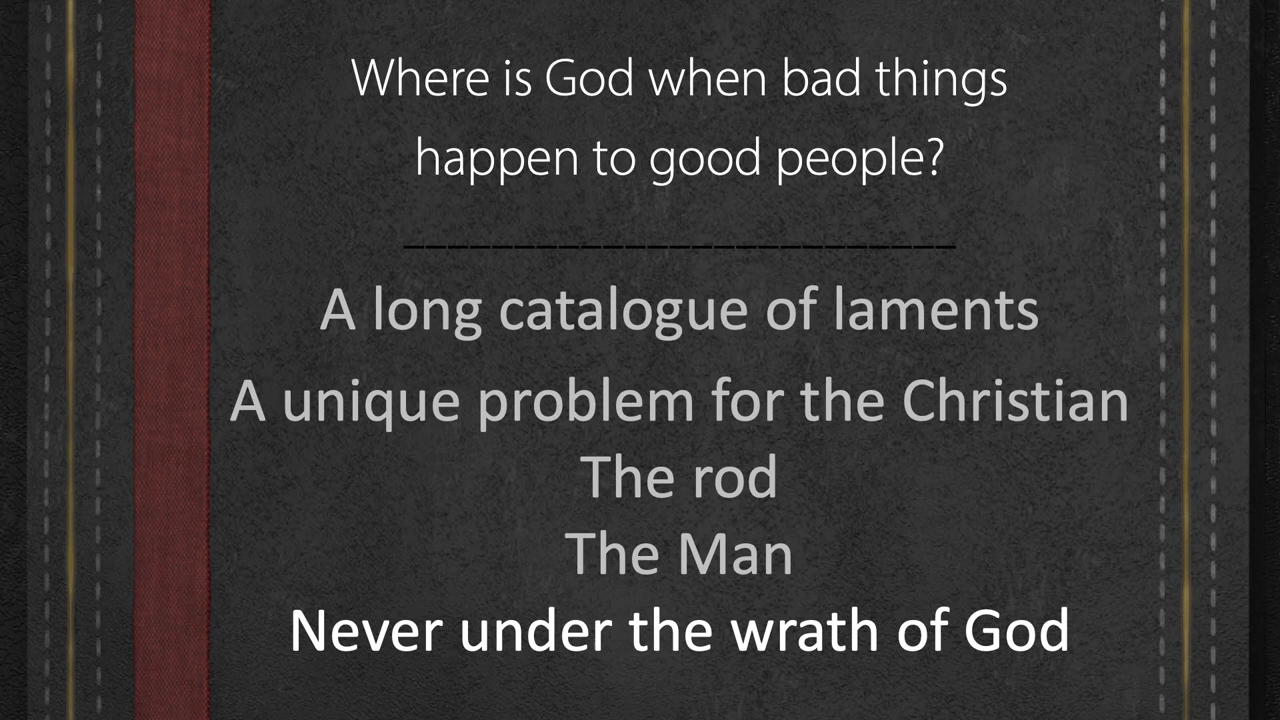 Where is God when bad things
happen to good people?
A long catalogue of laments
A unique problem for the Christian
The rod
The Man
Never under the wrath of God